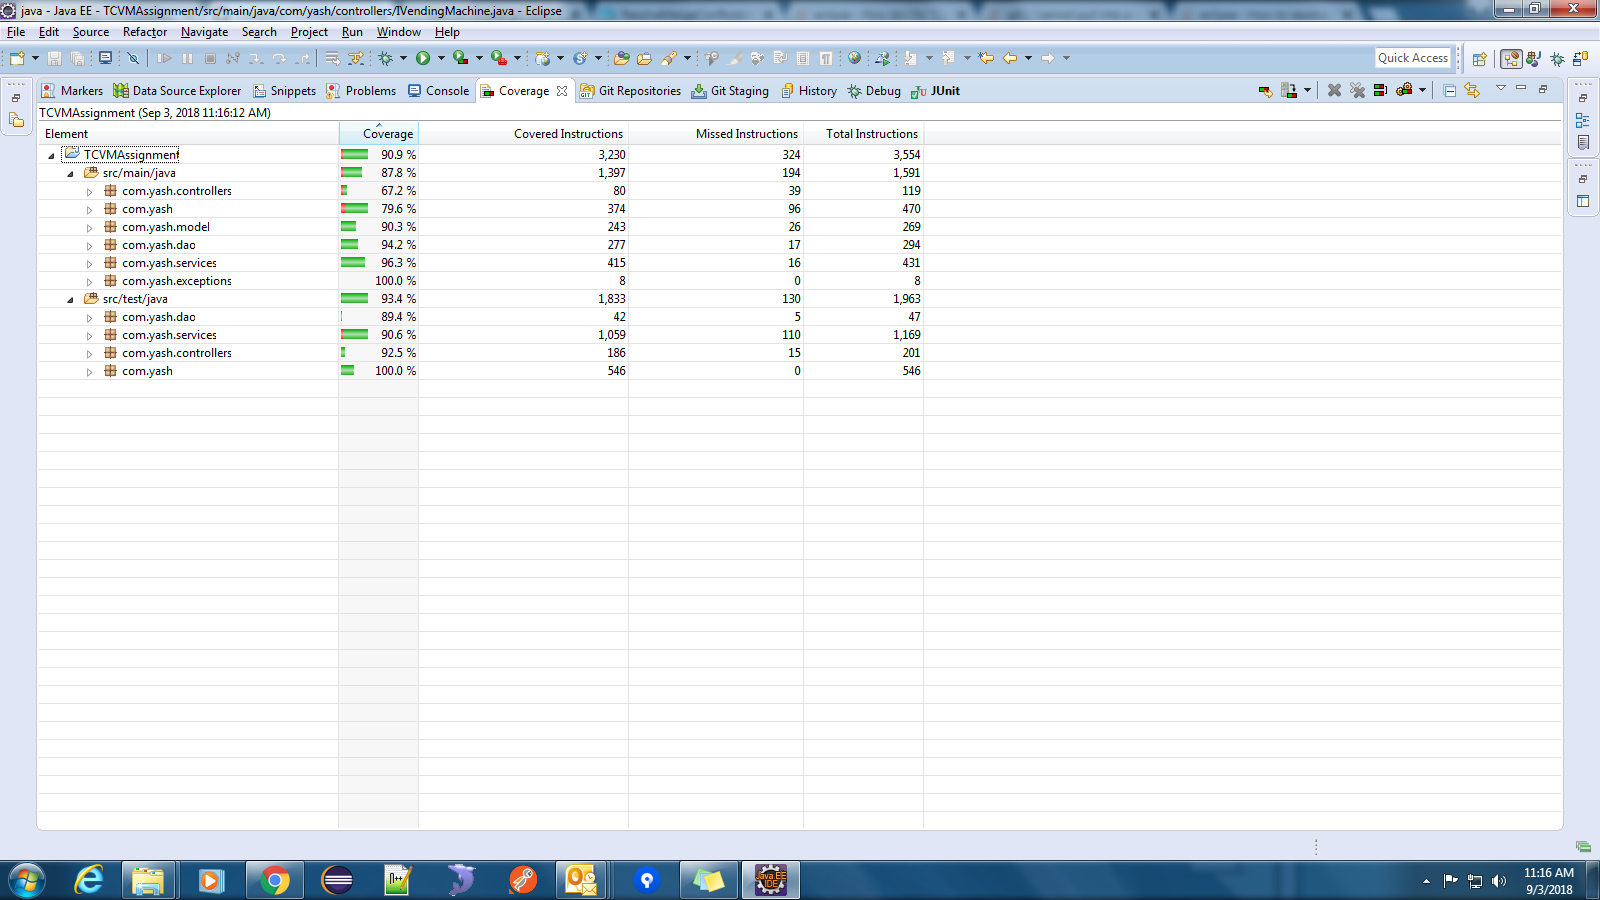 java - Java EE - TCVMAssignment/src/main/java/com/yash/controllers/IVendingMachine.java - Eclipse
File Edit Source Refactor Navigate Search Project Run Window Help
Quick Access
Markers Data Source Explorer Snippets Problems Console Coverage Git Repositories Git Staging History Debug JUnit
TCVMAssignment (Sep 3, 2018 11:16:12 AM)
Element Coverage Covered Instructions Missed Instructions Total Instructions
TCVMAssignment 90.9 % 3,230 324 3,554
src/main/java 87.8 % 1,397 194 1,591
com.yash.controllers 67.2 % 80 39 119
com.yash 79.6 % 374 96 470
com.yash.model 90.3 % 243 26 269
com.yash.dao 94.2 % 277 17 294
com.yash.services 96.3 % 415 16 431
com.yash.exceptions 100.0 % 8 0 8
src/test/java 93.4 % 1,833 130 1,963
com.yash.dao 89.4 % 42 5 47
com.yash.services 90.6 % 1,059 110 1,169
com.yash.controllers 92.5 % 186 15 201
com.yash 100.0 % 546 0 546
Java EE
IDE
11:16 AM
9/3/2018